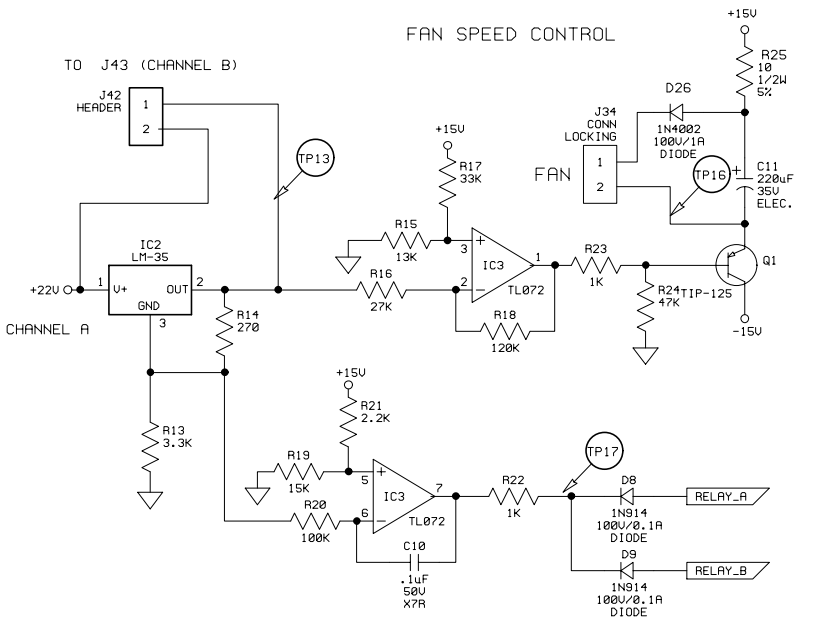 FAN SPEED CONTROL
+15V
R25
10
1/2W
5%
TO J43 (CHANNEL B)
J42
HEADER
1
2
D26
1N4002
100V/1A
DIODE
J34
CONN
LOCKING
FAN
1
2
TP16
+
C11
220uF
35V
ELEC.
TP13
+15V
R17
33K
R15
13K
3
+
IC3
1
2
-
TL072
R16
27K
R18
120K
R23
1K
R24
47K
TIP-125
Q1
-15V
IC2
LM-35
+22V
1
V+
OUT
2
GND
3
CHANNEL A
R14
270
R13
3.3K
+15V
R21
2.2K
R19
15K
5
+
IC3
7
6
-
TL072
R20
100K
C10
.1uF
50V
X7R
R22
1K
TP17
D8
1N914
100V/0.1A
DIODE
RELAY_A
D9
1N914
100V/0.1A
DIODE
RELAY_B